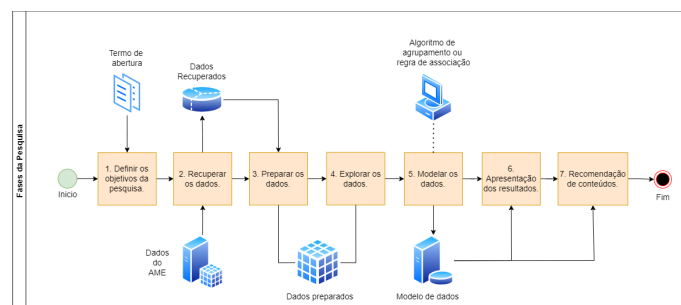 Fases da Pesquisa
Termo de
abertura
Dados
Recuperados
Algoritmo de
agrupamento ou
regra de associação
Inicio
1. Definir os
objetivos da
pesquisa.
2. Recuperar
os dados.
3. Preparar os
dados.
4. Explorar os
dados.
5. Modelar os
dados.
6.
Apresentação
dos resultados.
7. Recomendação
de conteúdos.
Fim
Dados
do
AME
Dados preparados
Modelo de dados